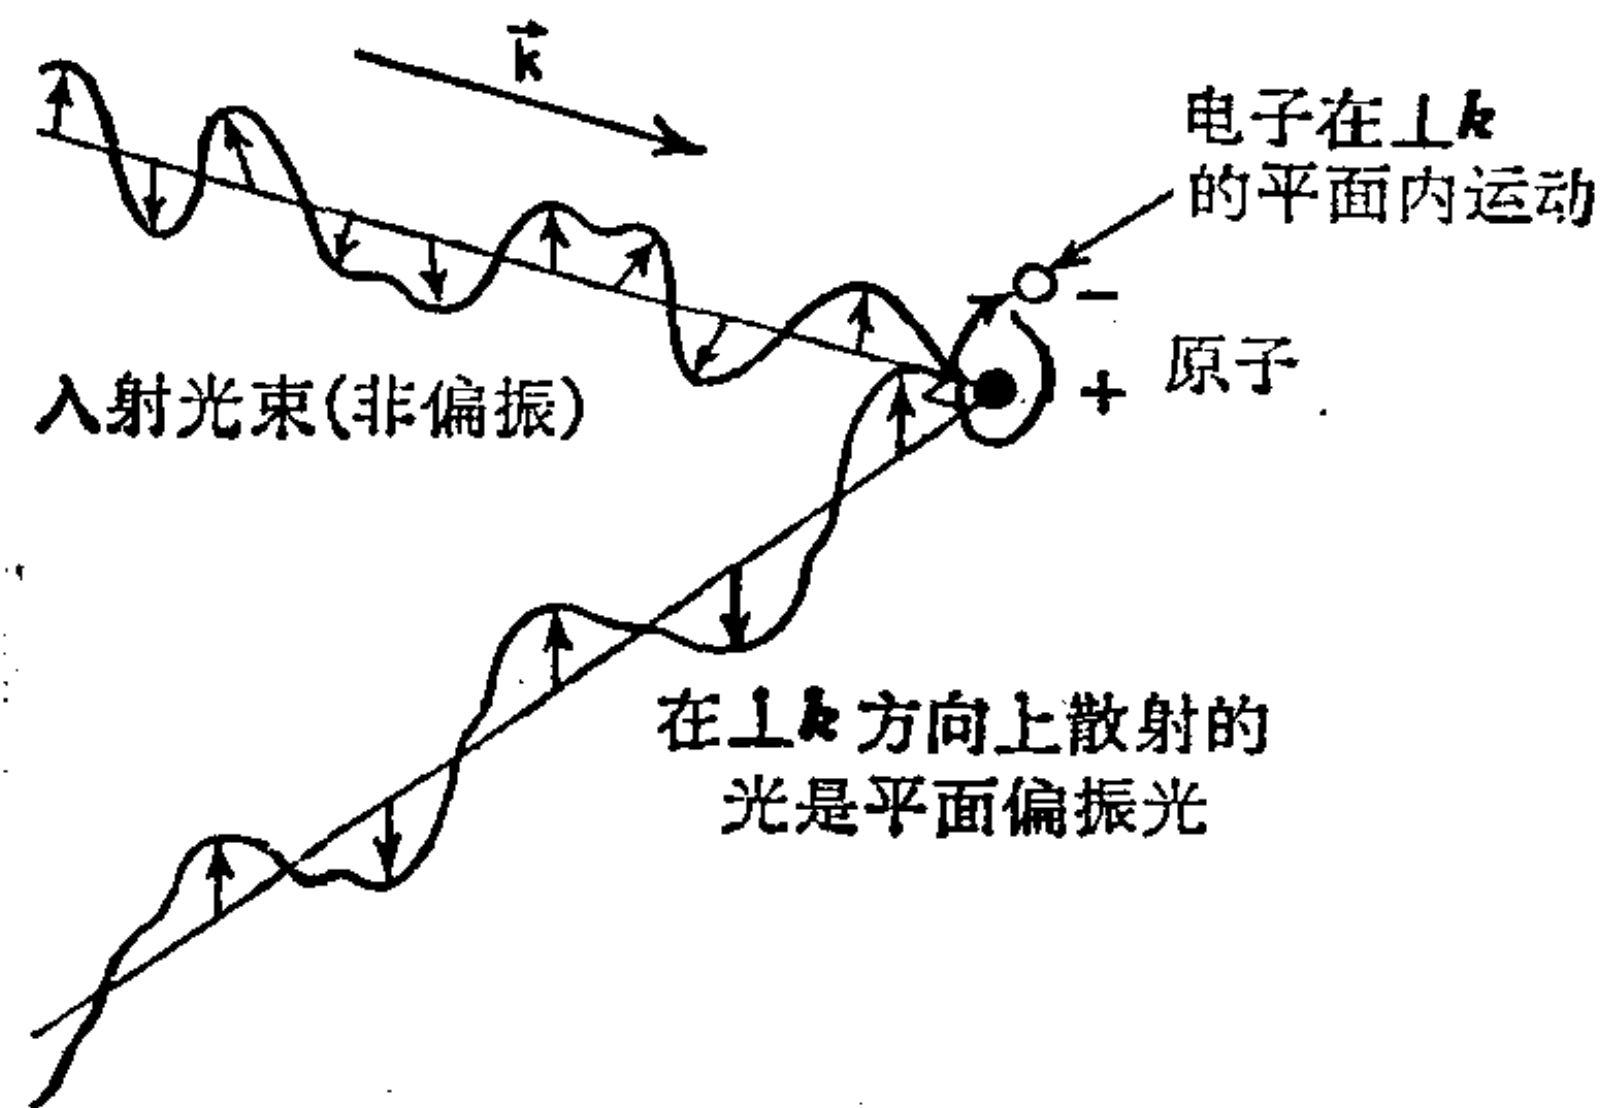 k
电子在⊥k
的平面内运动
−
原子
+
入射光束(非偏振)
在⊥k方向上散射的
光是平面偏振光